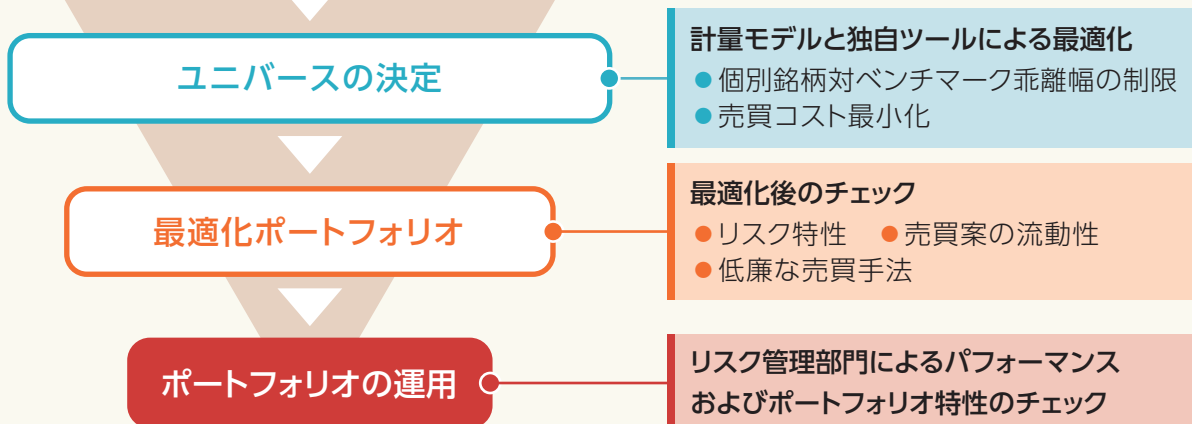 ユニバースの決定
計量モデルと独自ツールによる最適化
●個別銘柄対ベンチマーク乖離幅の制限
●売買コスト最小化
最適化ポートフォリオ
最適化後のチェック
●リスク特性 ●売買案の流動性
●低廉な売買手法
ポートフォリオの運用
リスク管理部門によるパフォーマンス
およびポートフォリオ特性のチェック